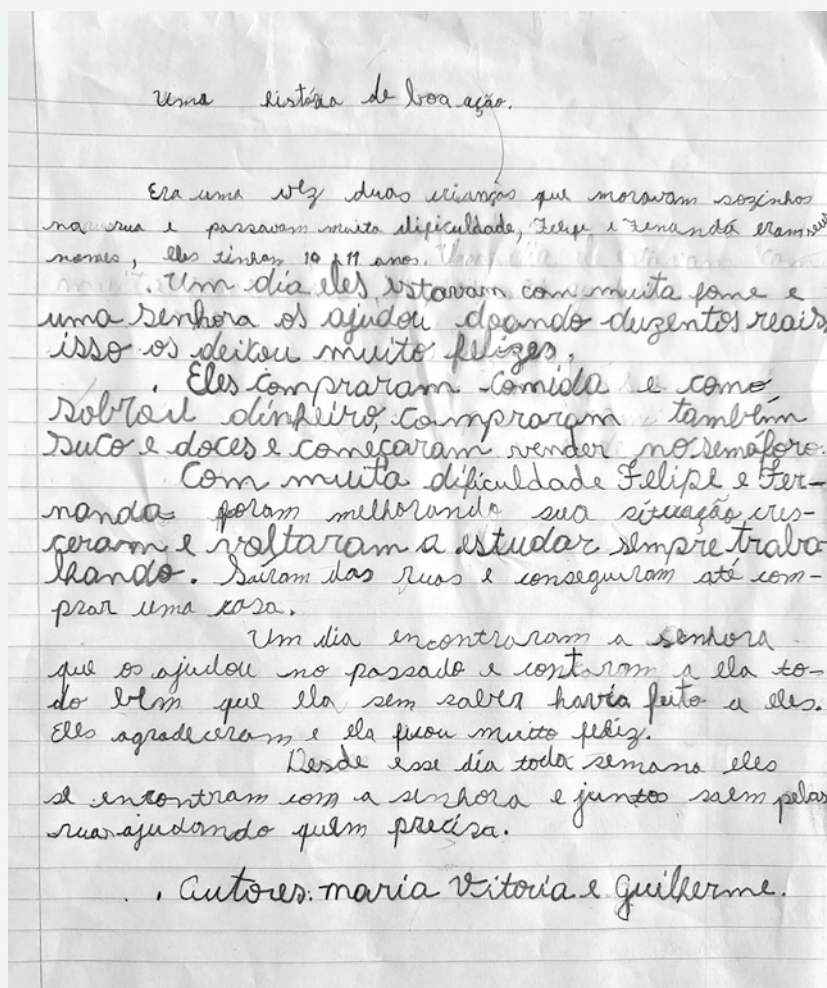 Uma história de boa ação.
Era uma vez duas crianças que moravam sozinhos
na rua e passavam muita dificuldade, Felipe e Fenanda eram seus
nomes, eles tinham 10 e 11 anos.
Um dia eles estavam com muita fome e
uma senhora os ajudou doando duzentos reais,
isso os deitou muito felizes.
Eles compraram comida e como
sobrou dinheiro, compraram também
suco e doces e começaram vender no semáforo.
Com muita dificuldade Felipe e Fer-
nanda foram melhorando sua situação cres-
ceram e voltaram a estudar sempre traba
lhando. Saíram das ruas e conseguiram até com-
prar uma casa.
Um dia encontraram a senhora
que os ajudou no passado e contaram a ela to-
do bem que ela sem saber havia feito a eles.
Eles agradeceram e ela ficou muito feliz.
Desde esse dia toda semana eles
se encontram com a senhora e juntos saem pelas
ruas ajudando quem precisa.
Autores: maria Vitoria e Guilherme.